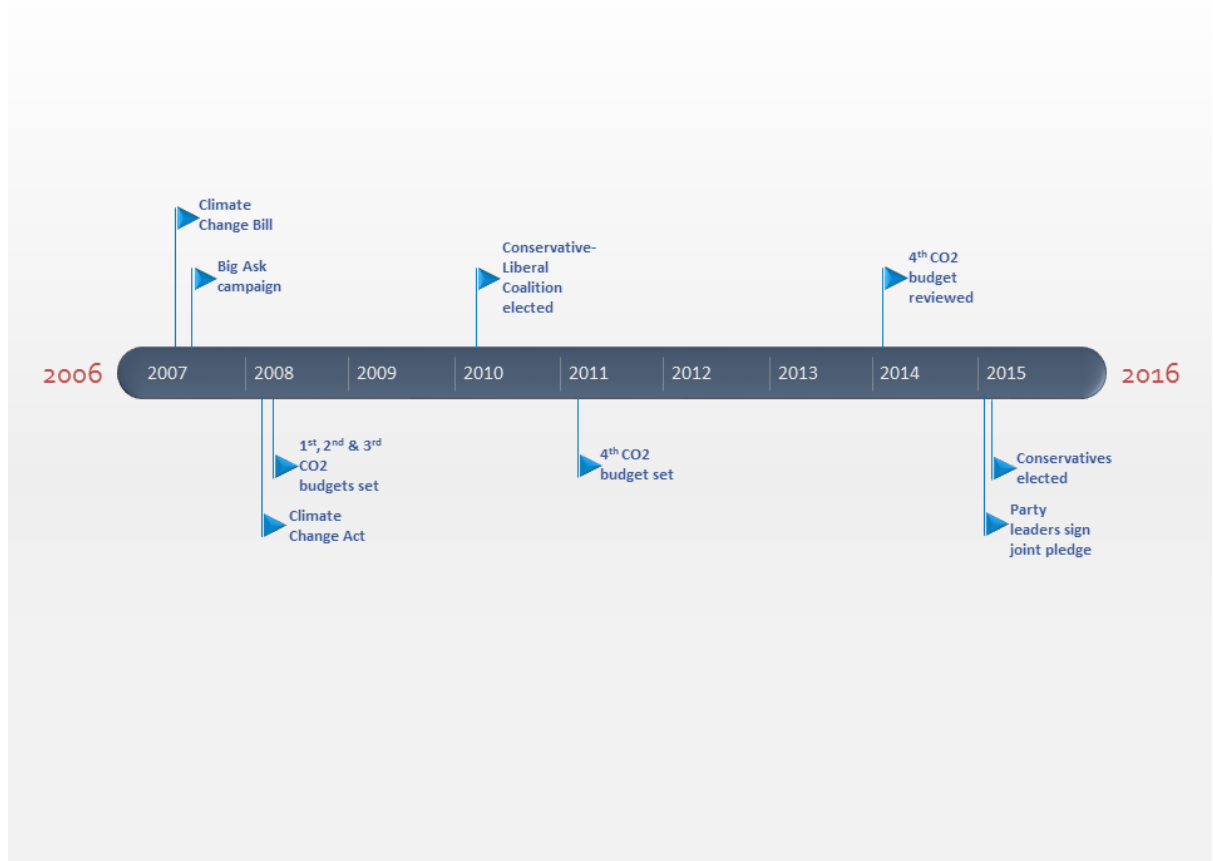 Climate
Change Bill
Big Ask
campaign
Conservative-
Liberal
Coalition
elected
4th CO2
budget
reviewed
2006 2007 2008 2009 2010 2011 2012 2013 2014 2015 2016
1st, 2nd & 3rd
CO2
budgets set
Climate
Change Act
4th CO2
budget set
Conservatives
elected
Party
leaders sign
joint pledge